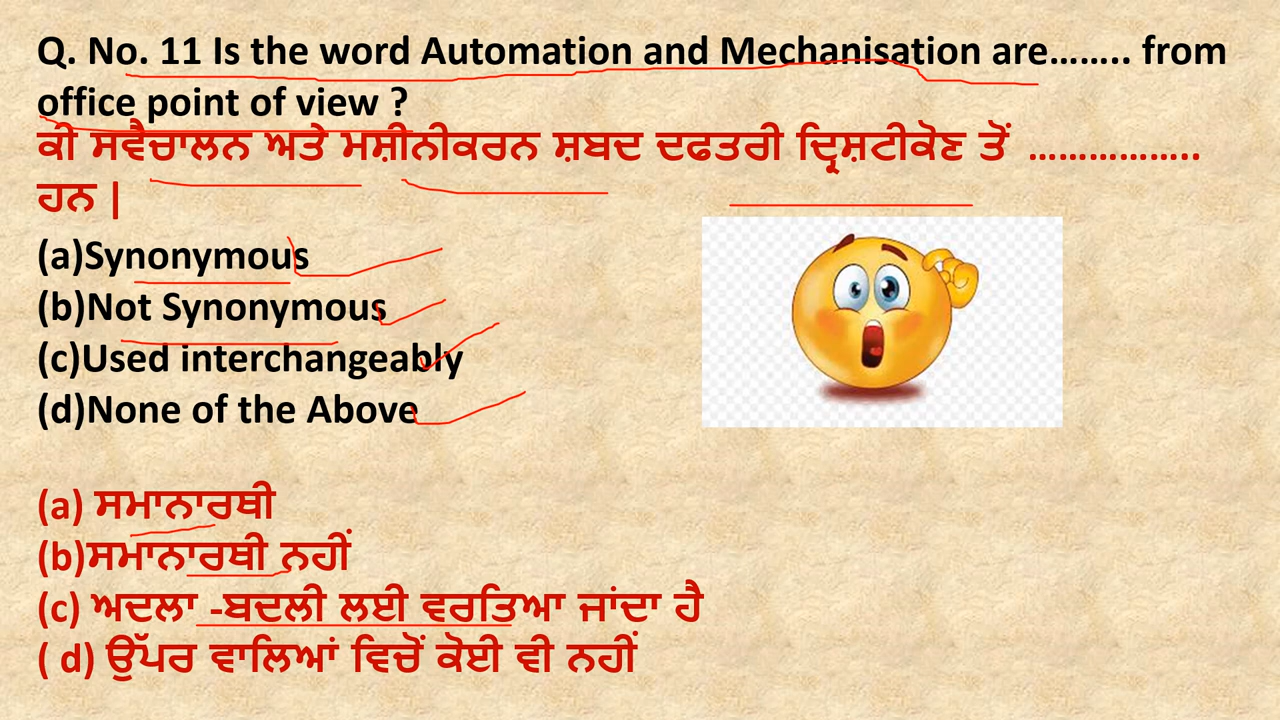 Q. No. 11 Is the word Automation and Mechanisation are…….. from
office point of view ?
ਕੀ ਸਵੈਚਾਲਨ ਅਤੇ ਮਸ਼ੀਨੀਕਰਨ ਸ਼ਬਦ ਦਫਤਰੀ ਦ੍ਰਿਸ਼ਟੀਕੋਣ ਤੋਂ ……………..
ਹਨ |
(a)Synonymous
(b)Not Synonymous
(c)Used interchangeably
(d)None of the Above
(a) ਸਮਾਨਾਰਥੀ
(b)ਸਮਾਨਾਰਥੀ ਨਹੀਂ
(c) ਅਦਲਾ -ਬਦਲੀ ਲਈ ਵਰਤਿਆ ਜਾਂਦਾ ਹੈ
( d) ਉੱਪਰ ਵਾਲਿਆਂ ਵਿਚੋਂ ਕੋਈ ਵੀ ਨਹੀਂ